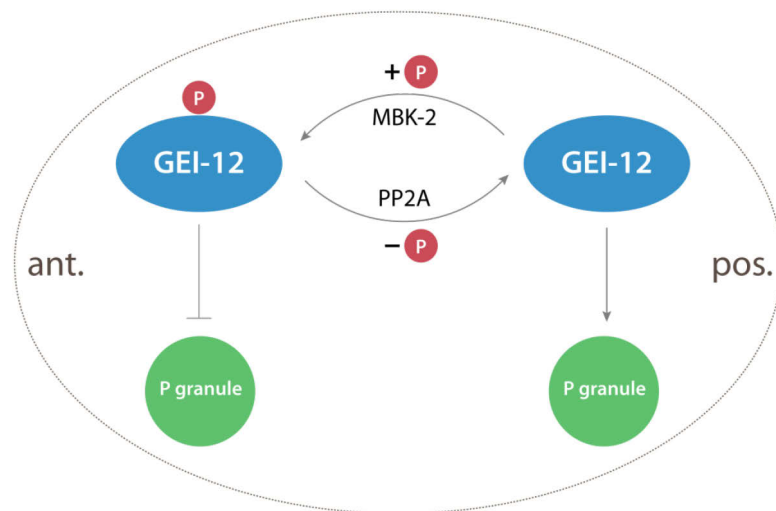 + P
P
MBK-2
GEI-12
GEI-12
PP2A
− P
ant.
pos.
P granule
P granule